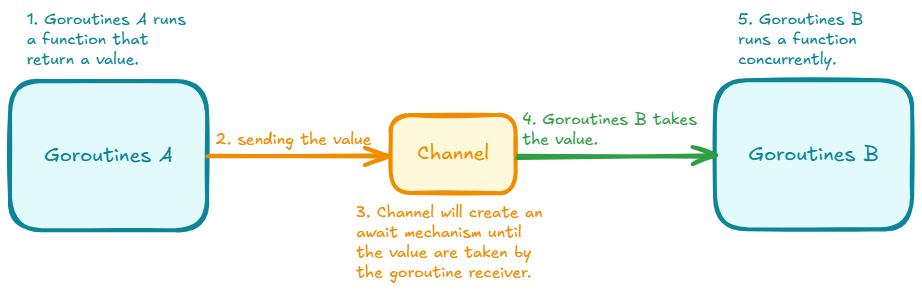 1. Goroutines A runs
a function that
return a value.
Goroutines A
2. sending the value
Channel
3. Channel will create an
await mechanism until
the value are taken by
the goroutine receiver.
4. Goroutines B takes
the value.
5. Goroutines B
runs a function
concurrently.
Goroutines B